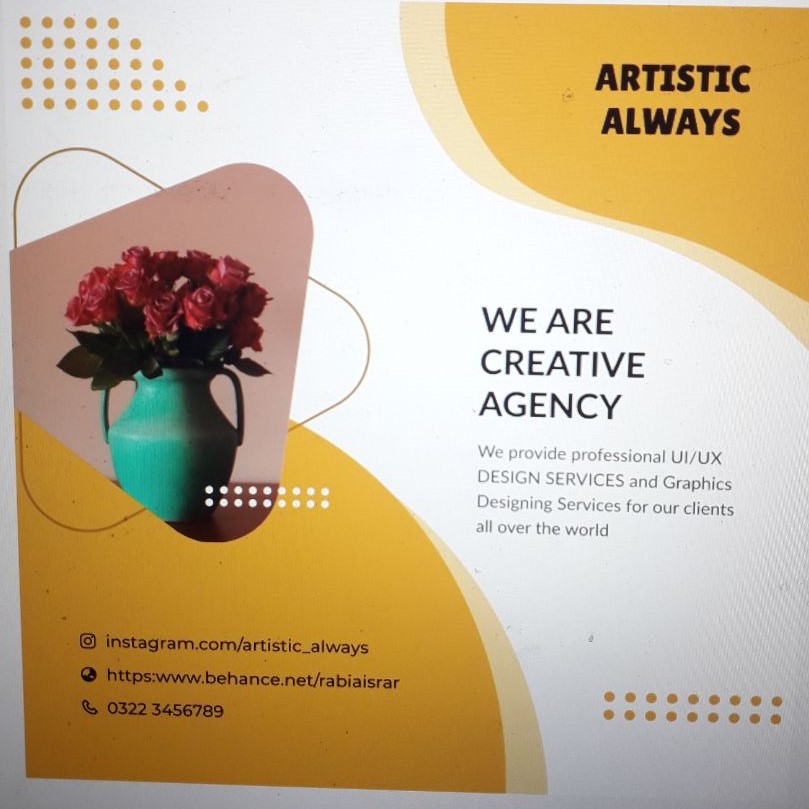 ARTISTIC
ALWAYS
WE ARE
CREATIVE
AGENCY
We provide professional UI/UX
DESIGN SERVICES and Graphics
Designing Services for our clients
all over the world
instagram.com/artistic_always
https:www.behance.net/rabiaisrar
0322 3456789